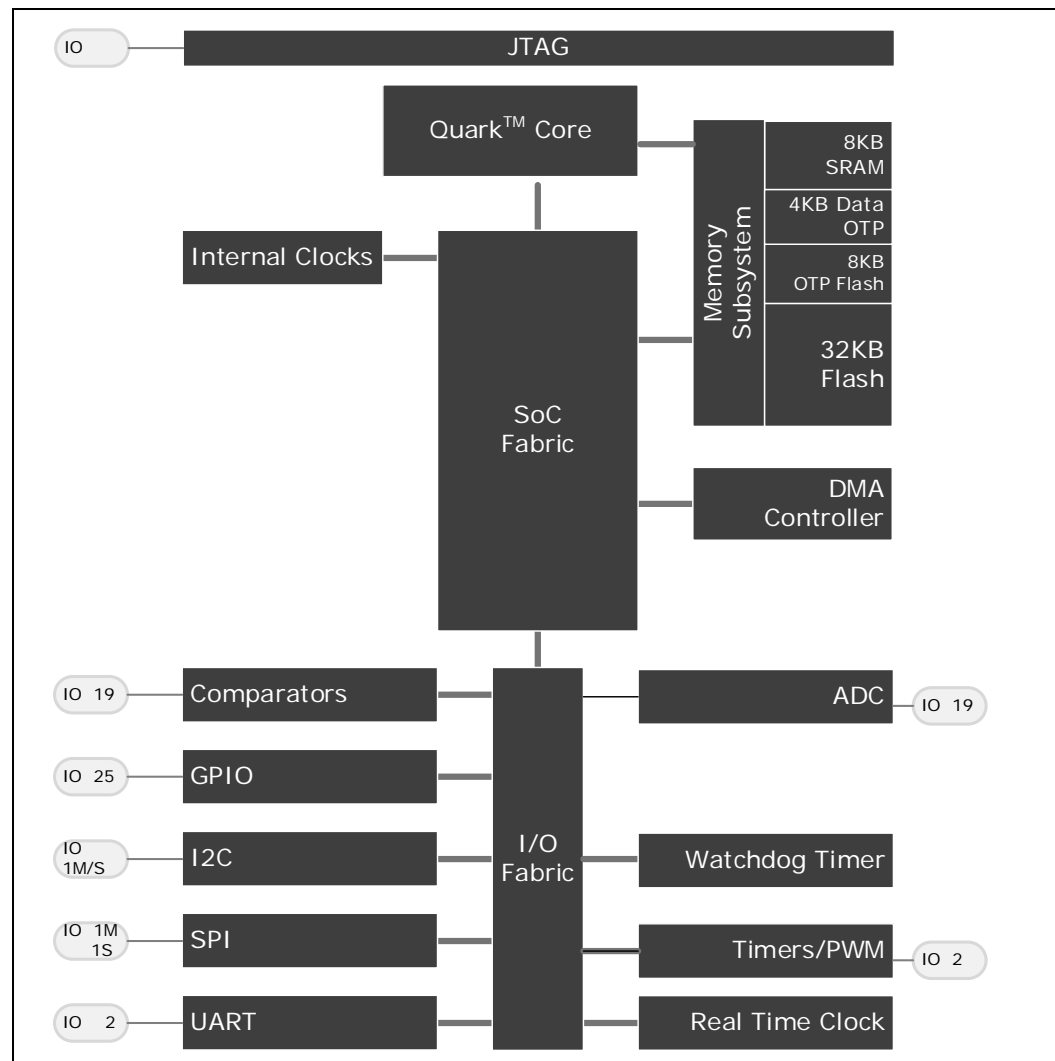 IO
JTAG
Quark™ Core
8KB
SRAM
4KB Data
OTP
8KB
OTP Flash
32KB
Flash
Memory
Subsystem
Internal Clocks
SoC
Fabric
DMA
Controller
IO 19
Comparators
ADC
IO 19
IO 25
GPIO
I/O
Fabric
IO
1M/S
I2C
Watchdog Timer
IO 1M
1S
SPI
Timers/PWM
IO 2
IO 2
UART
Real Time Clock